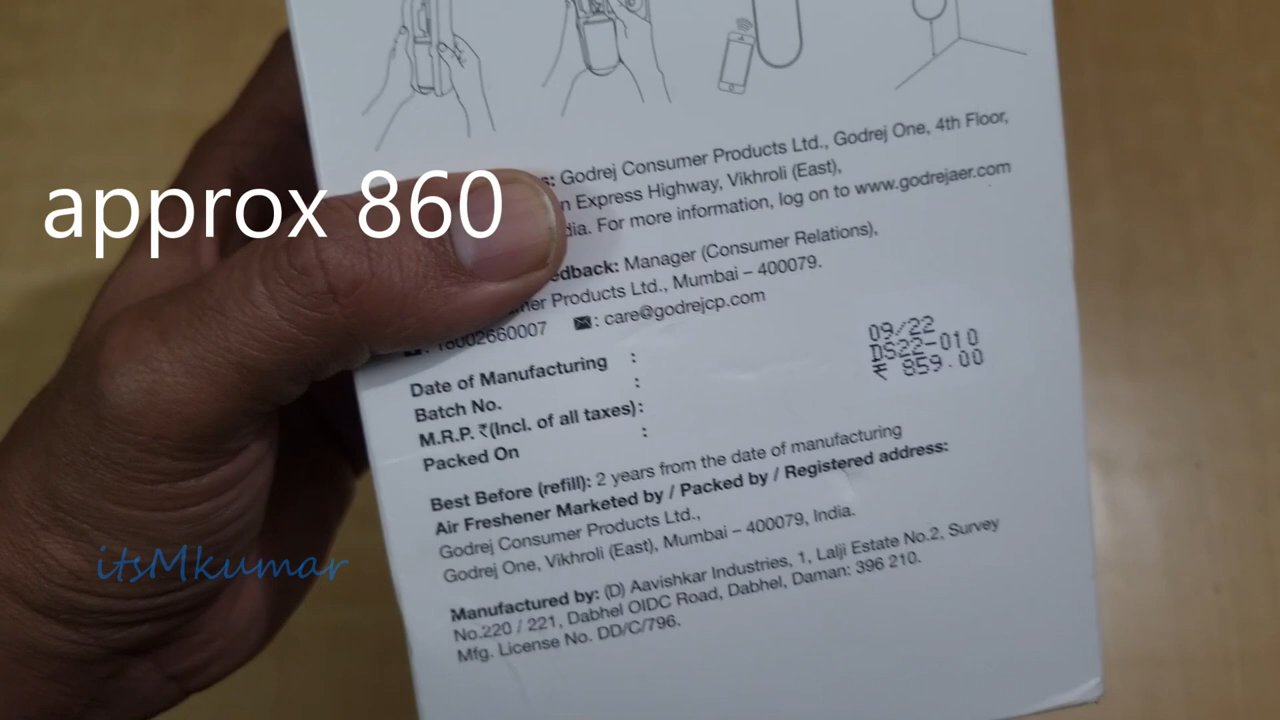 approx 860
s: Godrej Consumer Products Ltd., Godrej One, 4th Floor,
n Express Highway, Vikhroli (East),
dia. For more information, log on to www.godrejaer.com
edback: Manager (Consumer Relations),
mer Products Ltd., Mumbai – 400079.
: 18002660007 : care@godrejcp.com
Date of Manufacturing :
Batch No. :
M.R.P. ₹(Incl. of all taxes):
Packed On :
09/22
DS22-010
₹ 859.00
Best Before (refill): 2 years from the date of manufacturing
Air Freshener Marketed by / Packed by / Registered address:
Godrej Consumer Products Ltd.,
Godrej One, Vikhroli (East), Mumbai – 400079, India.
Manufactured by: (D) Aavishkar Industries, 1, Lalji Estate No.2, Survey
No.220 / 221, Dabhel OIDC Road, Dabhel, Daman: 396 210.
Mfg. License No. DD/C/796.
itsMkumar